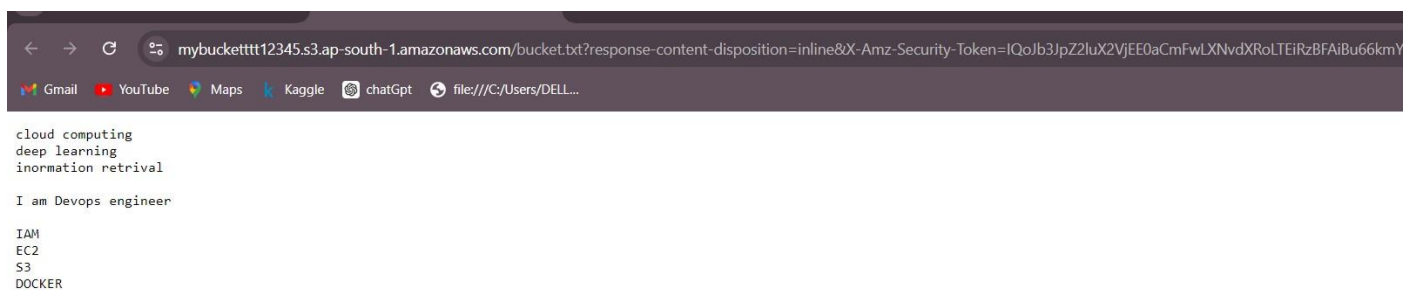 mybuckettt12345.s3.ap-south-1.amazonaws.com/bucket.txt?response-content-disposition=inline&X-Amz-Security-Token=IQoJb3JpZ2luX2VjEE0aCmFwLXNvdXRoLTEiRzBFAiBu66kmY
Gmail YouTube Maps Kaggle chatGpt file:///C:/Users/DELL...
cloud computing
deep learning
inormation retrival
I am Devops engineer
IAM
EC2
S3
DOCKER